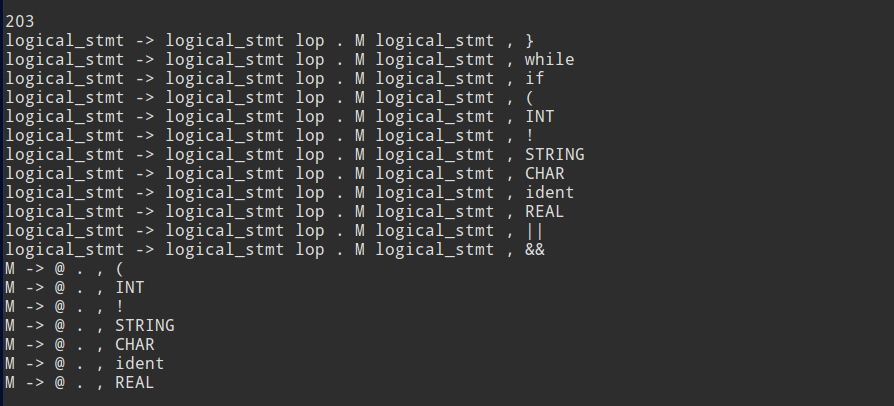 203
logical_stmt -> logical_stmt lop . M logical_stmt , }
logical_stmt -> logical_stmt lop . M logical_stmt , while
logical_stmt -> logical_stmt lop . M logical_stmt , if
logical_stmt -> logical_stmt lop . M logical_stmt , (
logical_stmt -> logical_stmt lop . M logical_stmt , INT
logical_stmt -> logical_stmt lop . M logical_stmt , !
logical_stmt -> logical_stmt lop . M logical_stmt , STRING
logical_stmt -> logical_stmt lop . M logical_stmt , CHAR
logical_stmt -> logical_stmt lop . M logical_stmt , ident
logical_stmt -> logical_stmt lop . M logical_stmt , REAL
logical_stmt -> logical_stmt lop . M logical_stmt , ||
logical_stmt -> logical_stmt lop . M logical_stmt , &&
M -> @ . , (
M -> @ . , INT
M -> @ . , !
M -> @ . , STRING
M -> @ . , CHAR
M -> @ . , ident
M -> @ . , REAL